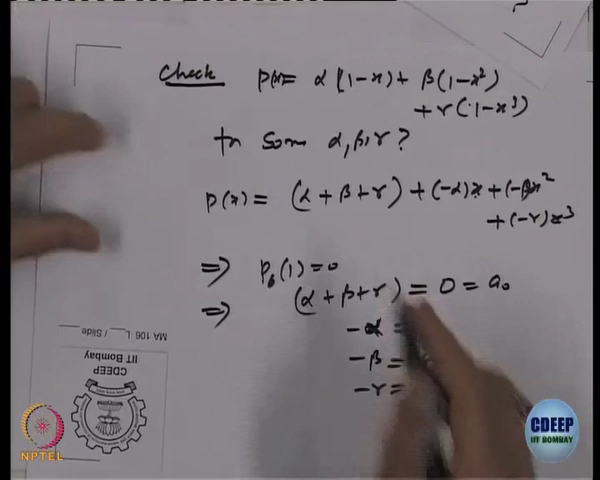 Check P(x)= α(1-x)+ β(1-x²)
+ γ(1-x³)
for some α, β, γ?
P(x)= (α+β+γ)+(-α)x+(-β)x²
+(-γ)x³
⇒ p(1)=0
⇒ (α+β+γ) = 0 = a₀
-α =
-β =
-γ =
MA 106 L / Slide
CDEEP
IIT Bombay
NPTEL
CDEEP
IIT BOMBAY